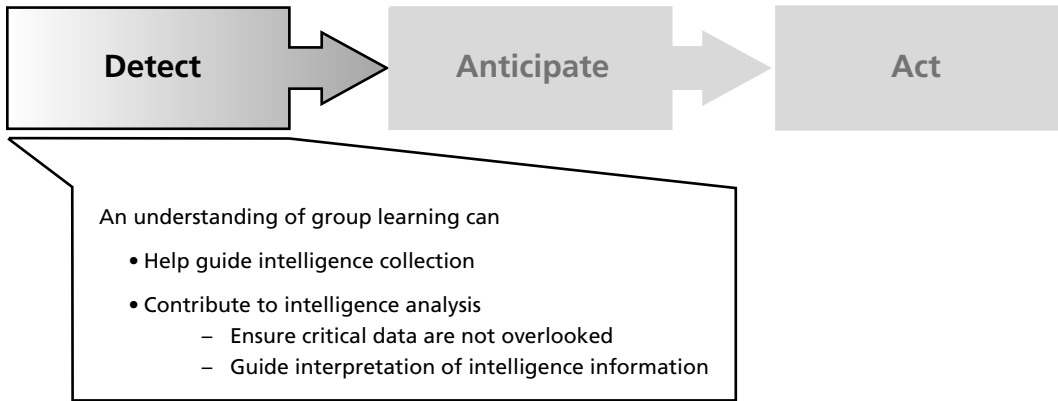 Detect
Anticipate
Act
An understanding of group learning can
• Help guide intelligence collection
• Contribute to intelligence analysis
– Ensure critical data are not overlooked
– Guide interpretation of intelligence information